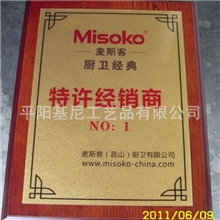 Misoko®
麦斯客
厨卫经典
特许经销商
NO: 1
平阳基尼工艺品有限公司
麦斯客（昆山）厨卫有限公司
www.misoko-china.com
2011/06/09